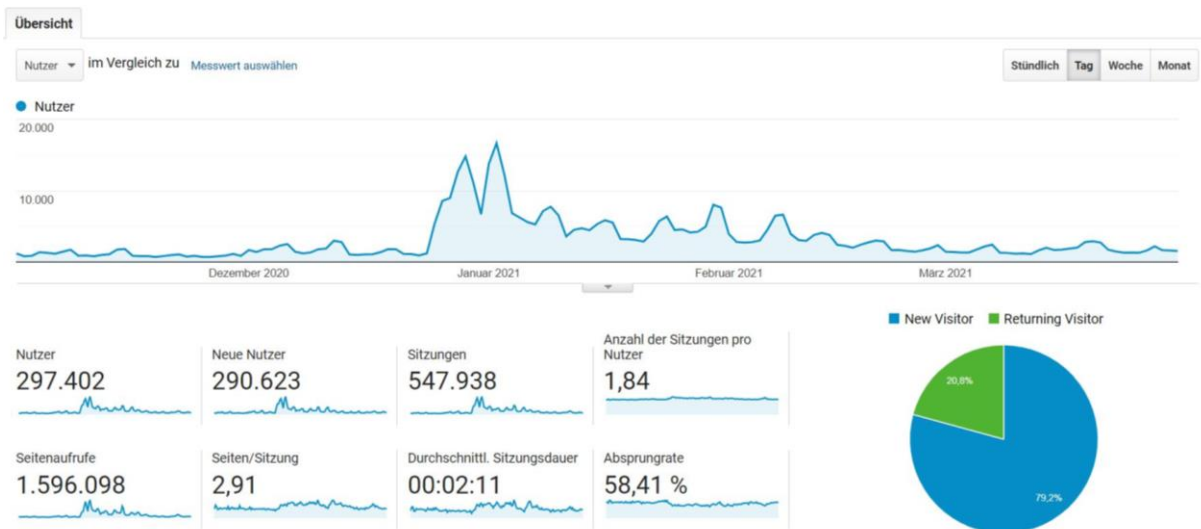 Übersicht
Nutzer im Vergleich zu Messwert auswählen
Stündlich Tag Woche Monat
Nutzer
20.000
10.000
Dezember 2020 Januar 2021 Februar 2021 März 2021
New Visitor Returning Visitor
Nutzer
297.402
Neue Nutzer
290.623
Sitzungen
547.938
Anzahl der Sitzungen pro
Nutzer
1,84
Seitenaufrufe
1.596.098
Seiten/Sitzung
2,91
Durchschnittl. Sitzungsdauer
00:02:11
Absprungrate
58,41 %
20,8%
79,2%